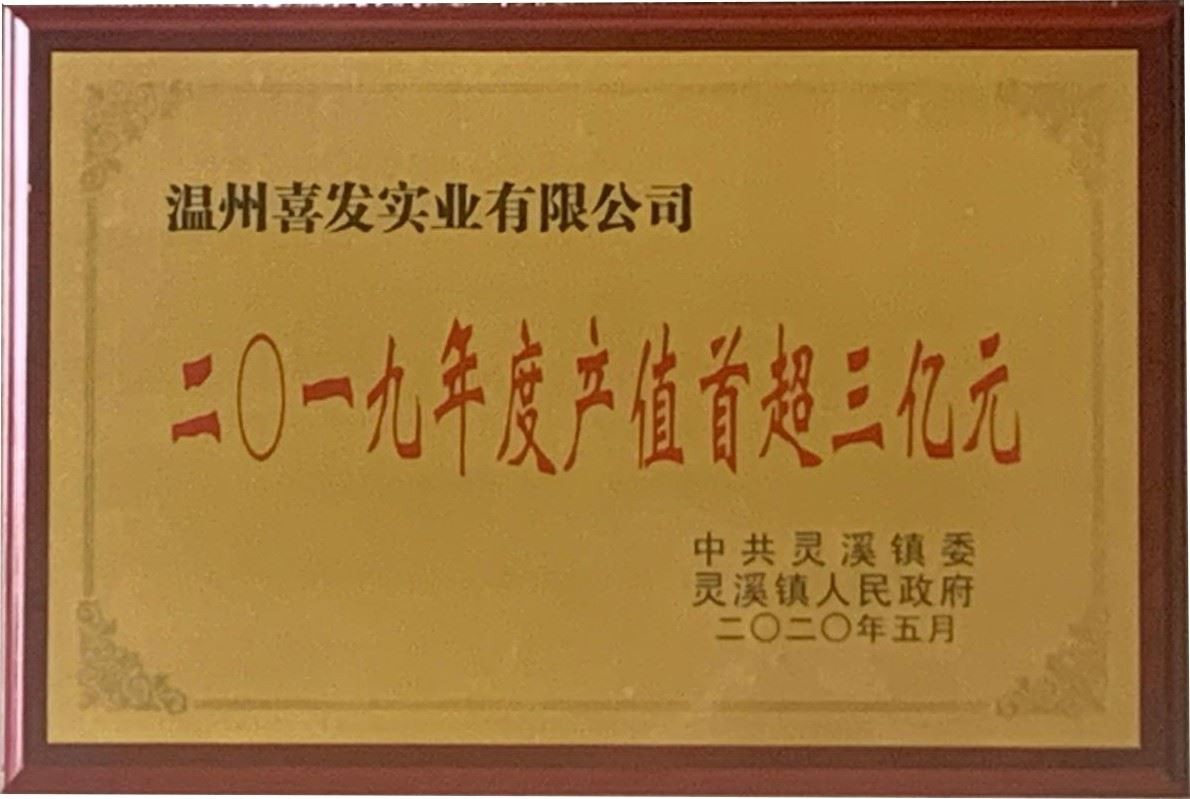 温州喜发实业有限公司
二〇一九年度产值首超三亿元
中共灵溪镇委
灵溪镇人民政府
二〇二〇年五月